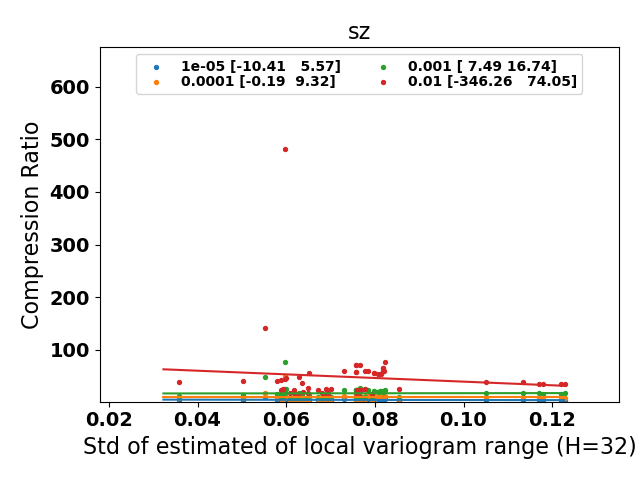 sz
1e-05 [-10.41   5.57]
0.0001 [-0.19  9.32]
0.001 [ 7.49 16.74]
0.01 [-346.26   74.05]
Compression Ratio
600
500
400
300
200
100
0.02 0.04 0.06 0.08 0.10 0.12
Std of estimated of local variogram range (H=32)